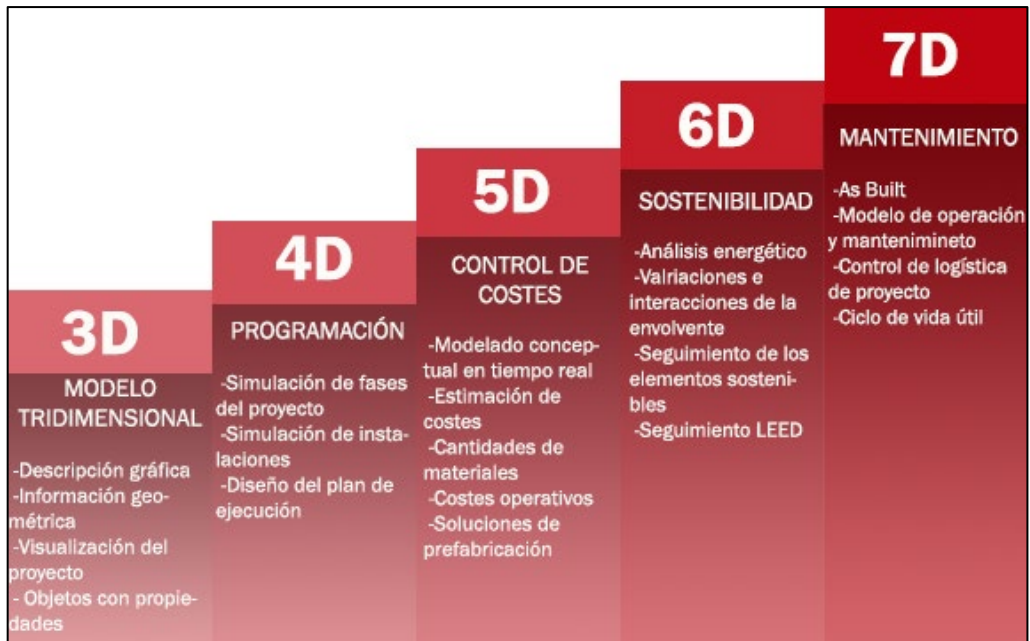 3D
MODELO
TRIDIMENSIONAL
-Descripción gráfica
-Información geo-
métrica
-Visualización del
proyecto
- Objetos con propie-
dades
4D
PROGRAMACIÓN
-Simulación de fases
del proyecto
-Simulación de insta-
laciones
-Diseño del plan de
ejecución
5D
CONTROL DE
COSTES
-Modelado concep-
tual en tiempo real
-Estimación de
costes
-Cantidades de
materiales
-Costes operativos
-Soluciones de
prefabricación
6D
SOSTENIBILIDAD
-Análisis energético
-Valriaciones e
interacciones de la
envolvente
-Seguimiento de los
elementos sosteni-
bles
-Seguimiento LEED
7D
MANTENIMIENTO
-As Built
-Modelo de operación
y mantenimineto
-Control de logística
de proyecto
-Ciclo de vida útil